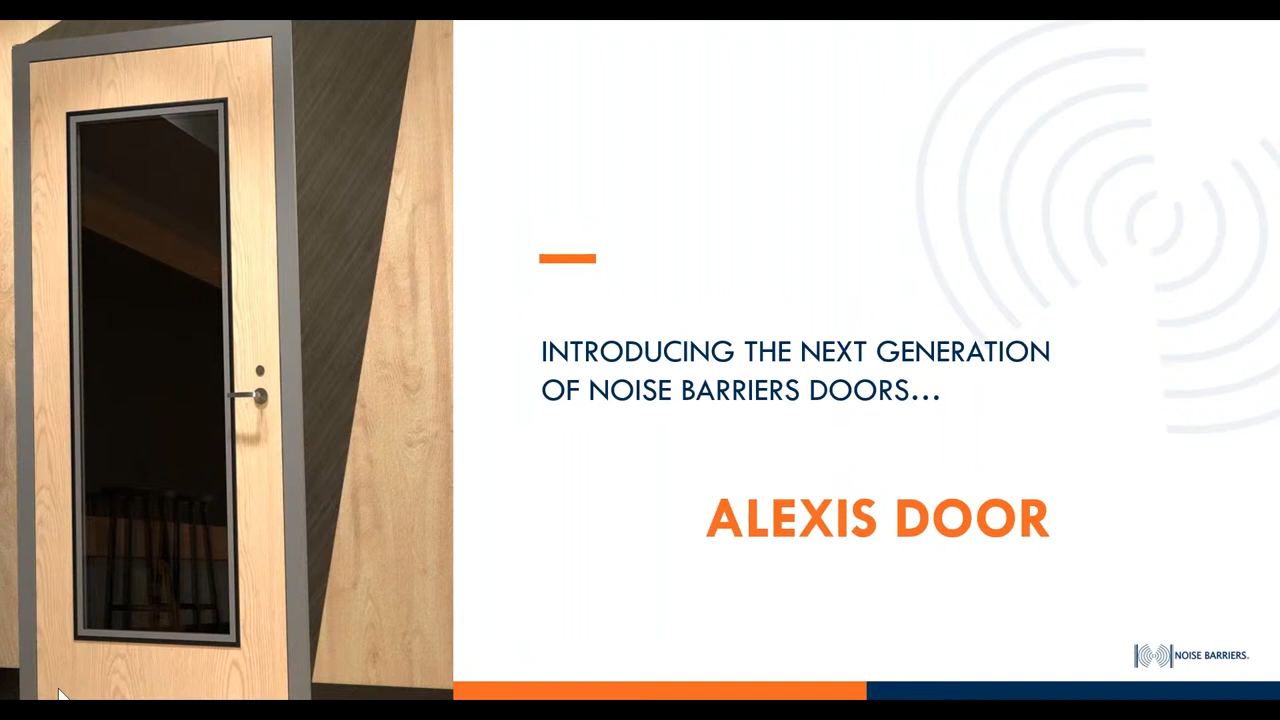 INTRODUCING THE NEXT GENERATION
OF NOISE BARRIERS DOORS...
ALEXIS DOOR
NOISE BARRIERS.